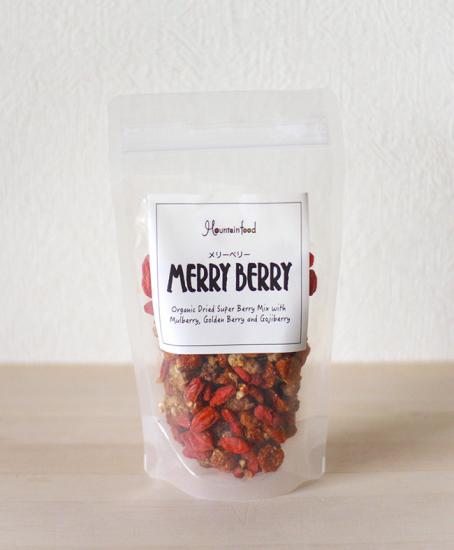 Mountainfood
メリーベリー
MERRY BERRY
Organic Dried Super Berry Mix with
Mulberry, Golden Berry and Gojiberry